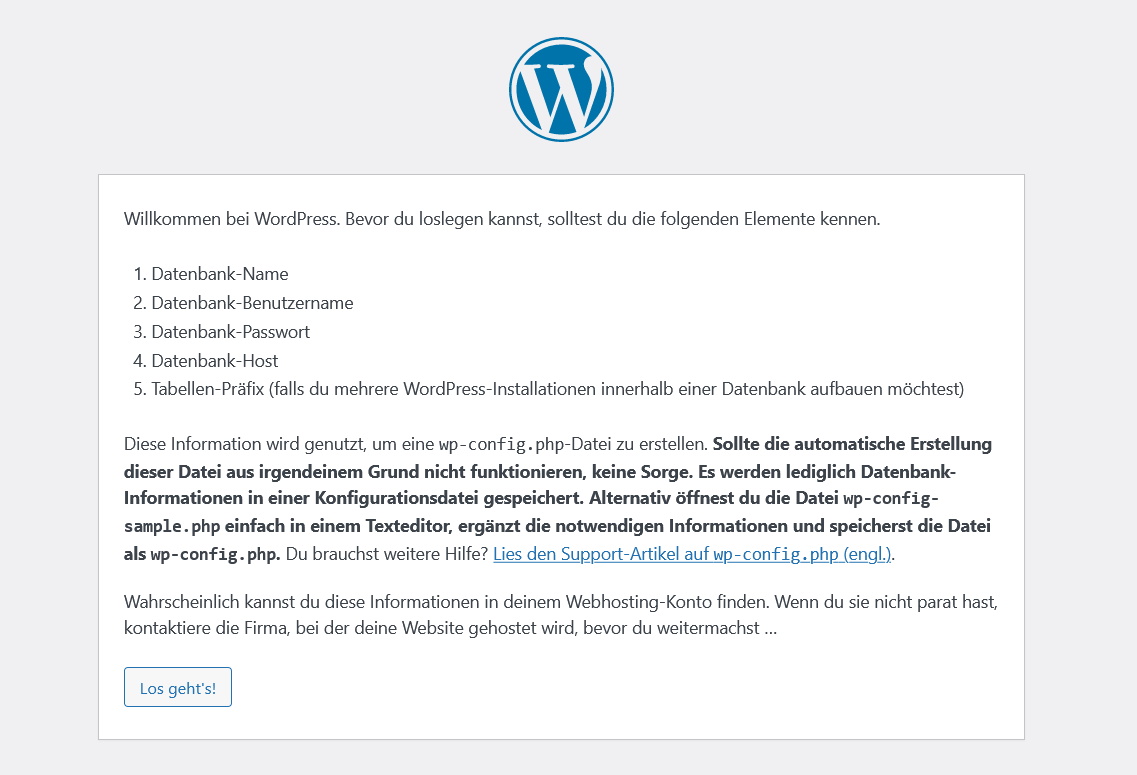 Willkommen bei WordPress. Bevor du loslegen kannst, solltest du die folgenden Elemente kennen.
1. Datenbank-Name
2. Datenbank-Benutzername
3. Datenbank-Passwort
4. Datenbank-Host
5. Tabellen-Präfix (falls du mehrere WordPress-Installationen innerhalb einer Datenbank aufbauen möchtest)
Diese Information wird genutzt, um eine wp-config.php-Datei zu erstellen. Sollte die automatische Erstellung
dieser Datei aus irgendeinem Grund nicht funktionieren, keine Sorge. Es werden lediglich Datenbank-
Informationen in einer Konfigurationsdatei gespeichert. Alternativ öffnest du die Datei wp-config-
sample.php einfach in einem Texteditor, ergänzt die notwendigen Informationen und speicherst die Datei
als wp-config.php. Du brauchst weitere Hilfe? Lies den Support-Artikel auf wp-config.php (engl.).
Wahrscheinlich kannst du diese Informationen in deinem Webhosting-Konto finden. Wenn du sie nicht parat hast,
kontaktiere die Firma, bei der deine Website gehostet wird, bevor du weitermachst …
Los geht's!